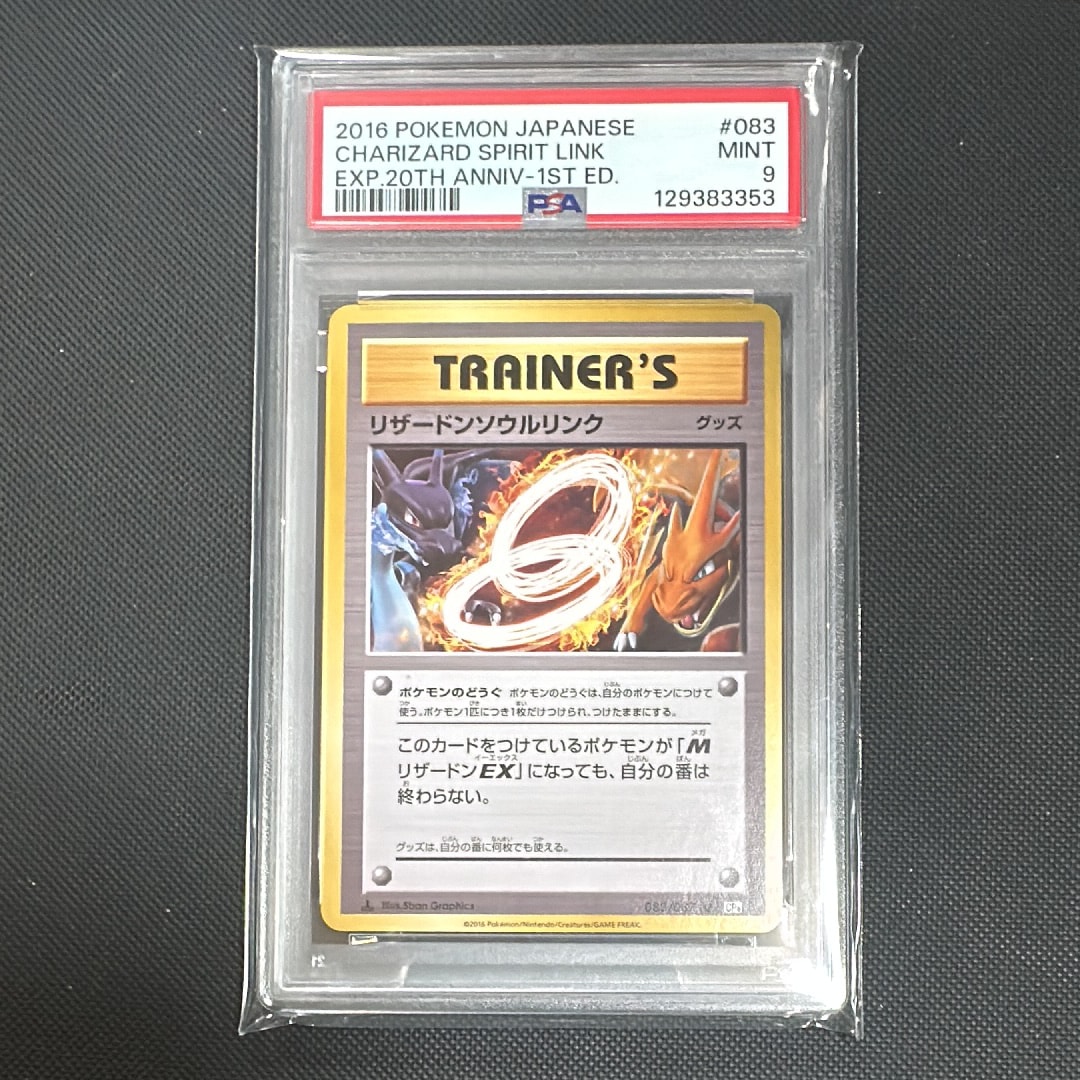 2016 POKEMON JAPANESE #083
CHARIZARD SPIRIT LINK MINT
EXP.20TH ANNIV-1ST ED. 9
PSA 129383353
TRAINER'S
リザードンソウルリンク グッズ
ポケモンのどうぐ ポケモンのどうぐは、自分のポケモンにつけて
使う。ポケモン1匹につき1枚だけつけられ、つけたままにする。
このカードをつけているポケモンが「M
リザードンEX」になっても、自分の番は
終わらない。
グッズは、自分の番に何枚でも使える。
Illus.5ban Graphics
©2016 Pokémon/Nintendo/Creatures/GAME FREAK.